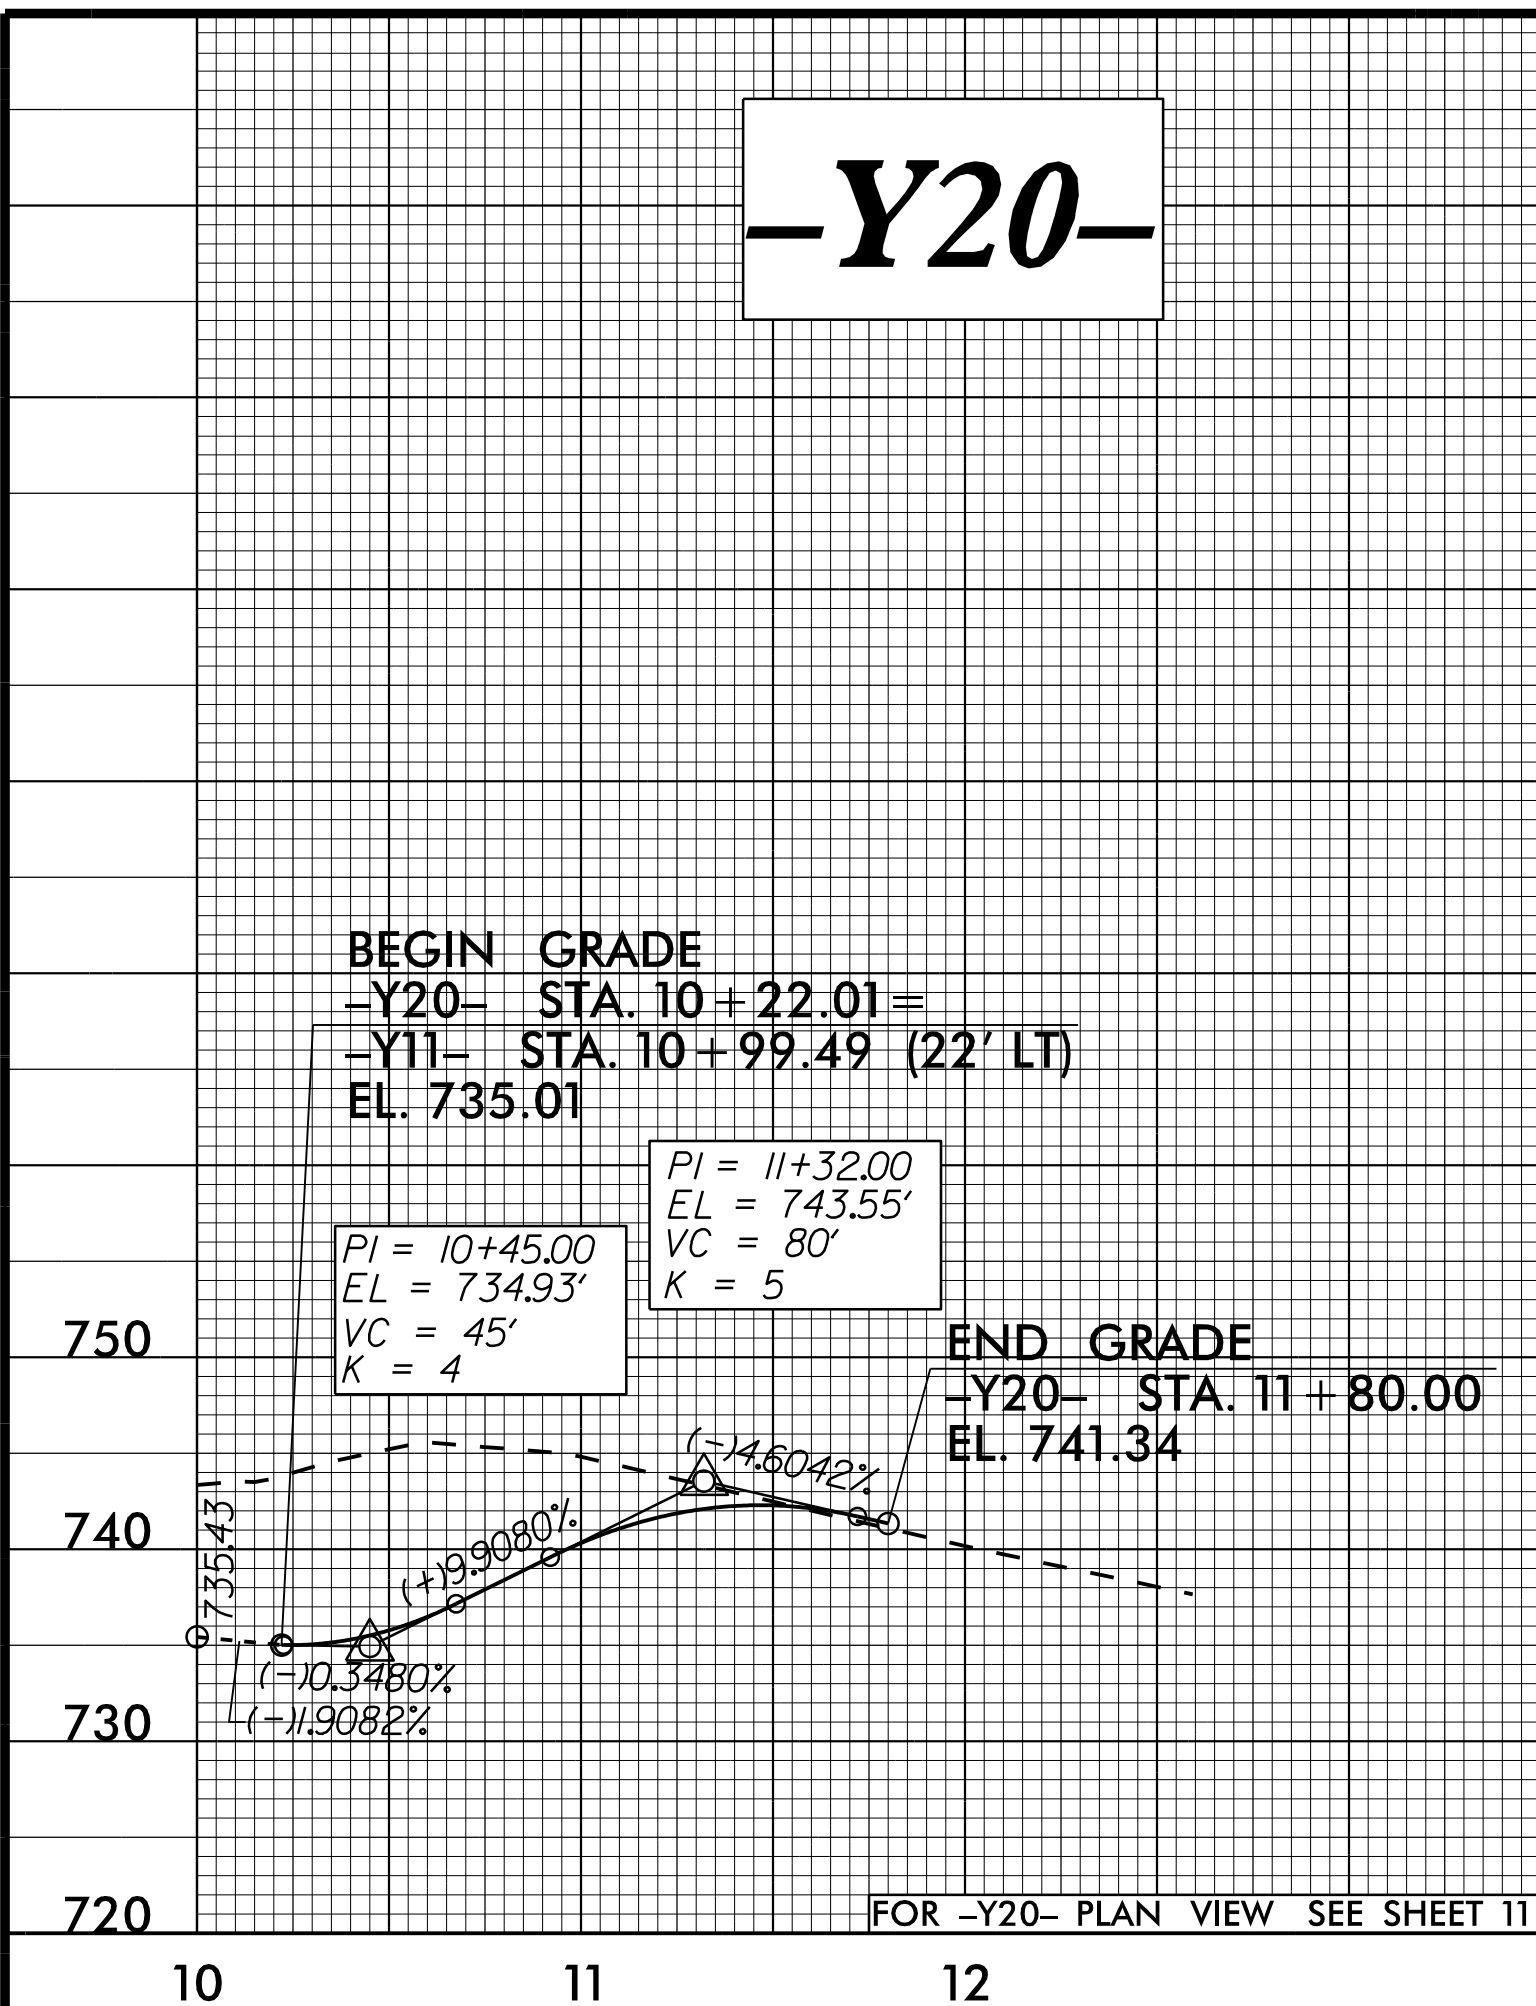 –Y20–
BEGIN GRADE
–Y20– STA. 10+22.01=
–Y11– STA. 10+99.49 (22' LT)
EL. 735.01
PI = 11+32.00
EL = 743.55'
VC = 80'
K = 5
PI = 10+45.00
EL = 734.93'
VC = 45'
K = 4
END GRADE
–Y20– STA. 11+80.00
EL. 741.34
750
740
730
720
735.43
(+)9.9080%
(-)4.6042%
(-)0.3480%
(-)1.9082%
FOR –Y20– PLAN VIEW SEE SHEET 11
10 11 12